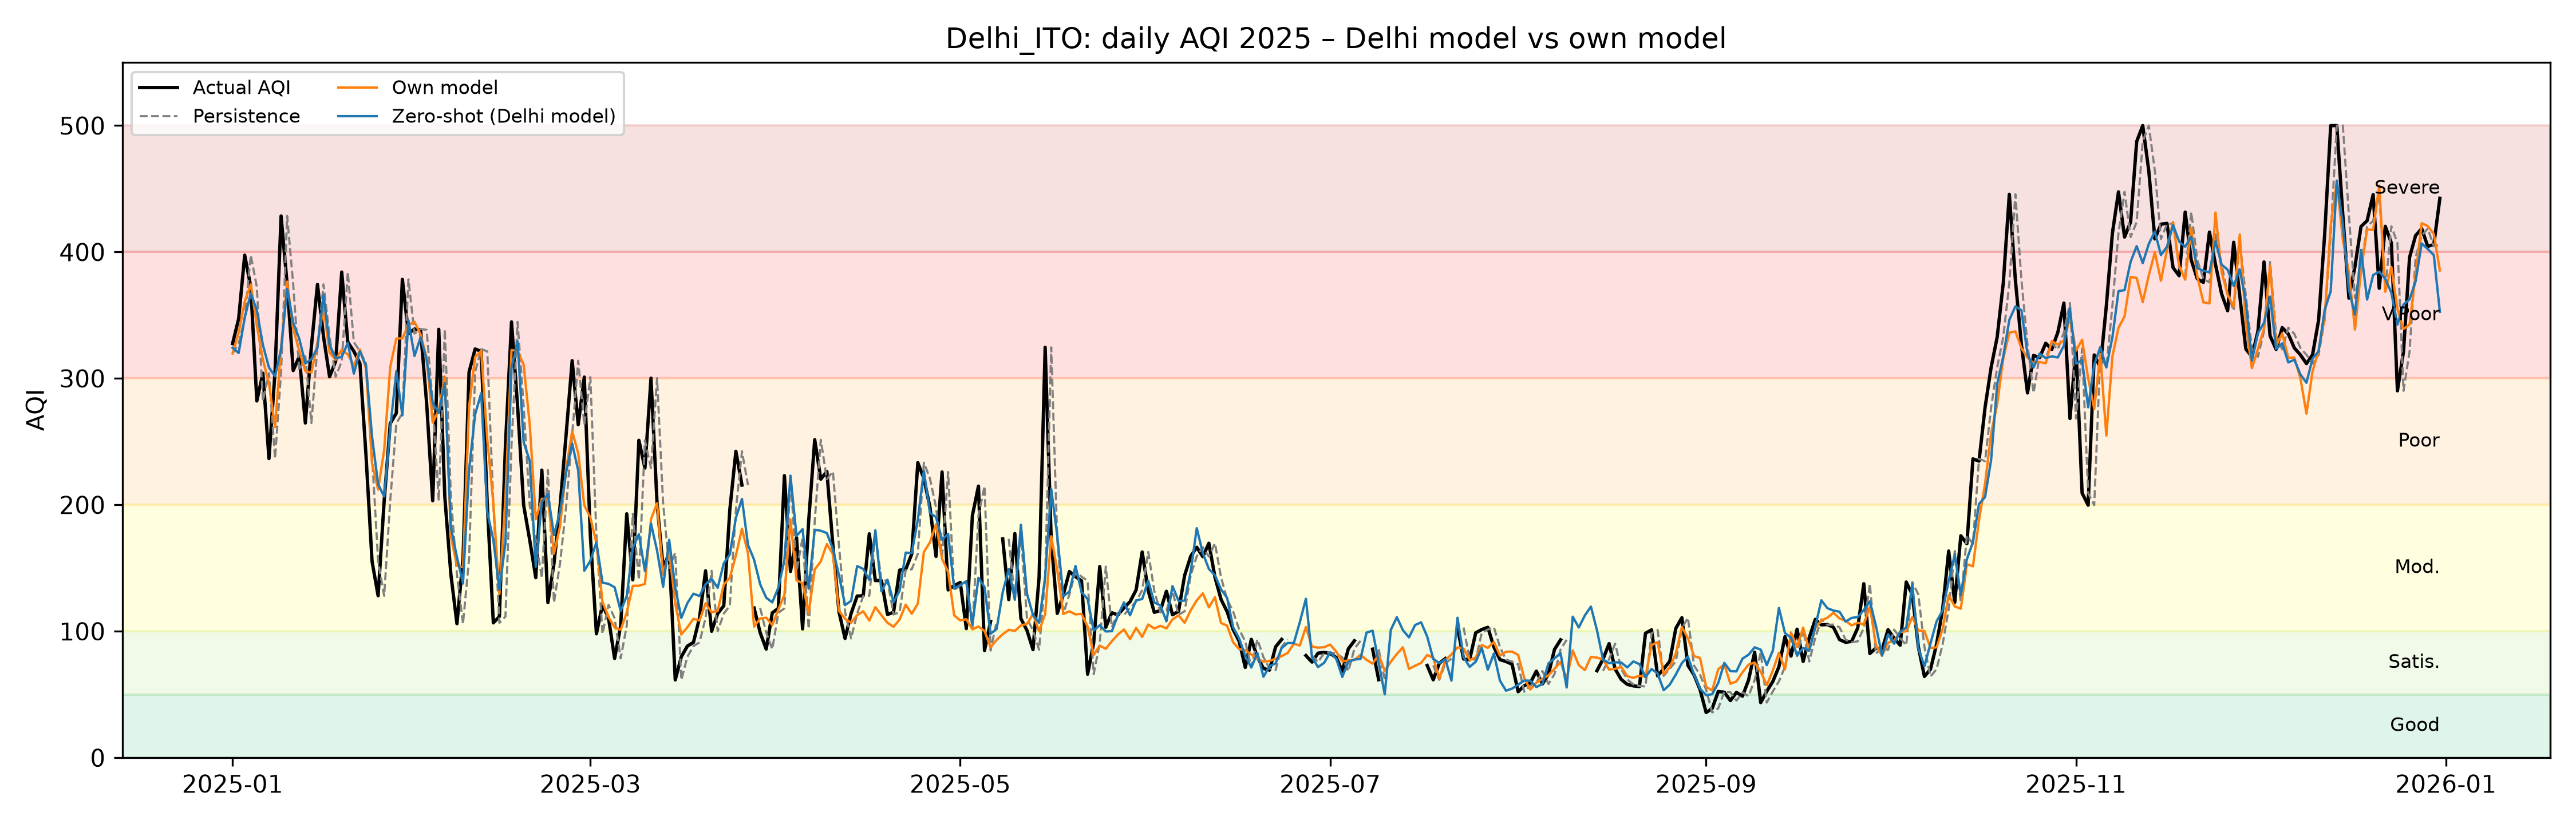 Delhi_ITO: daily AQI 2025 – Delhi model vs own model
Actual AQI
Persistence
Own model
Zero-shot (Delhi model)
AQI
500
400
300
200
100
0
Severe
V.Poor
Poor
Mod.
Satis.
Good
2025-01
2025-03
2025-05
2025-07
2025-09
2025-11
2026-01